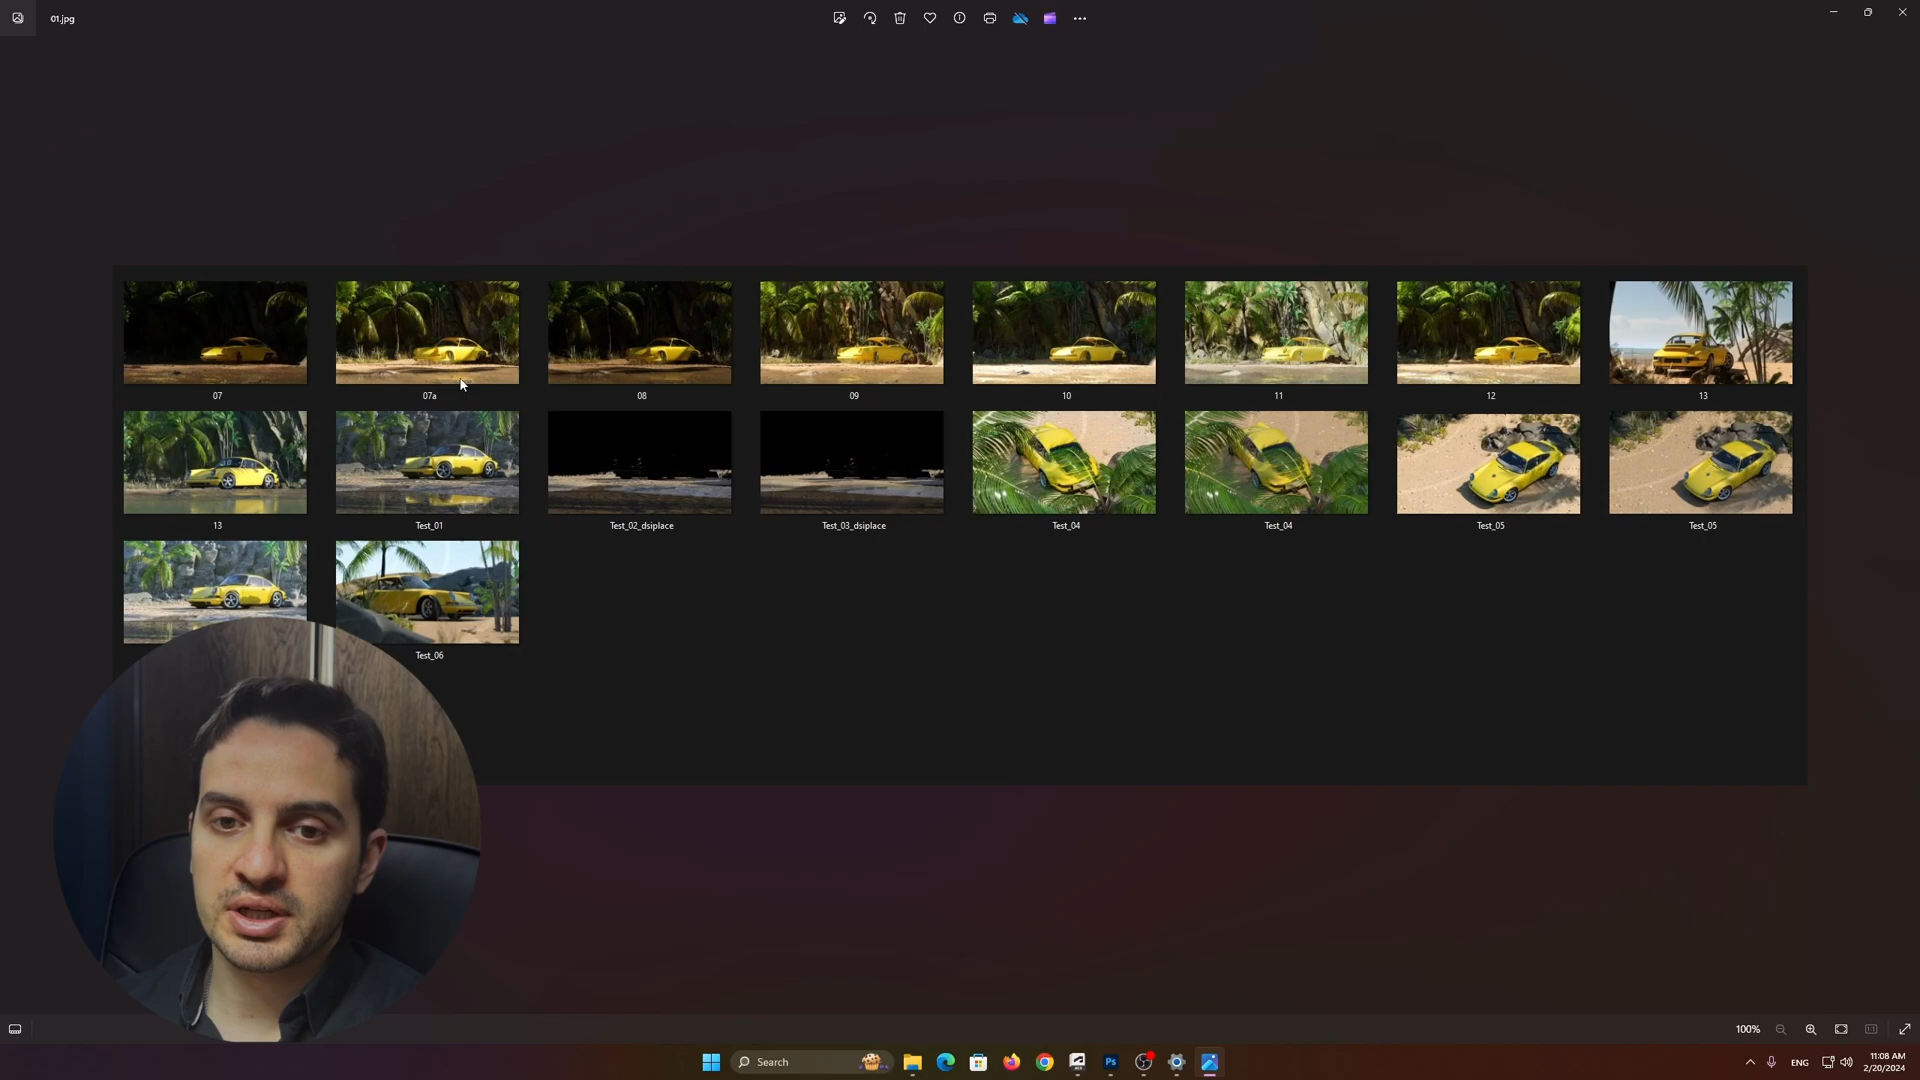 01.jpg
07
07a
08
09
10
11
12
13
13
Test_01
Test_02_dsiplace
Test_03_dsiplace
Test_04
Test_04
Test_05
Test_05
Test_06
100%
Search
Ps
ENG
11:08 AM
2/20/2024